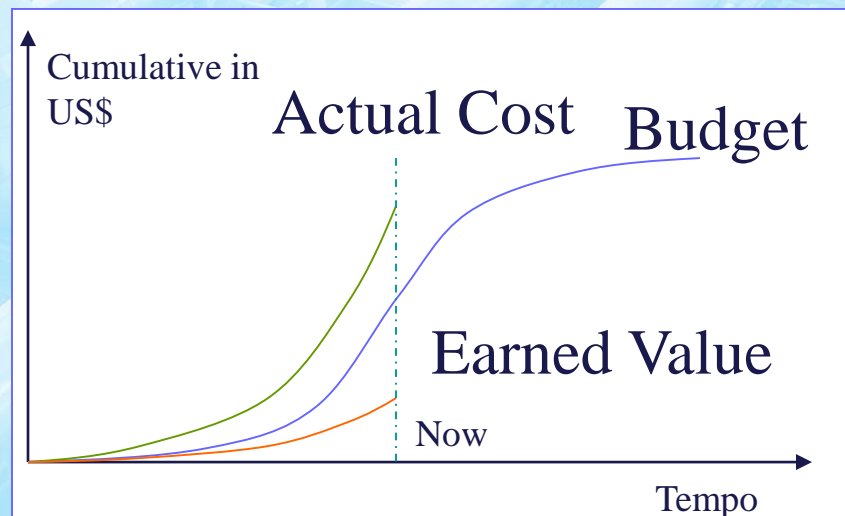 Cumulative in
US$
Actual Cost
Budget
Earned Value
Now
Tempo